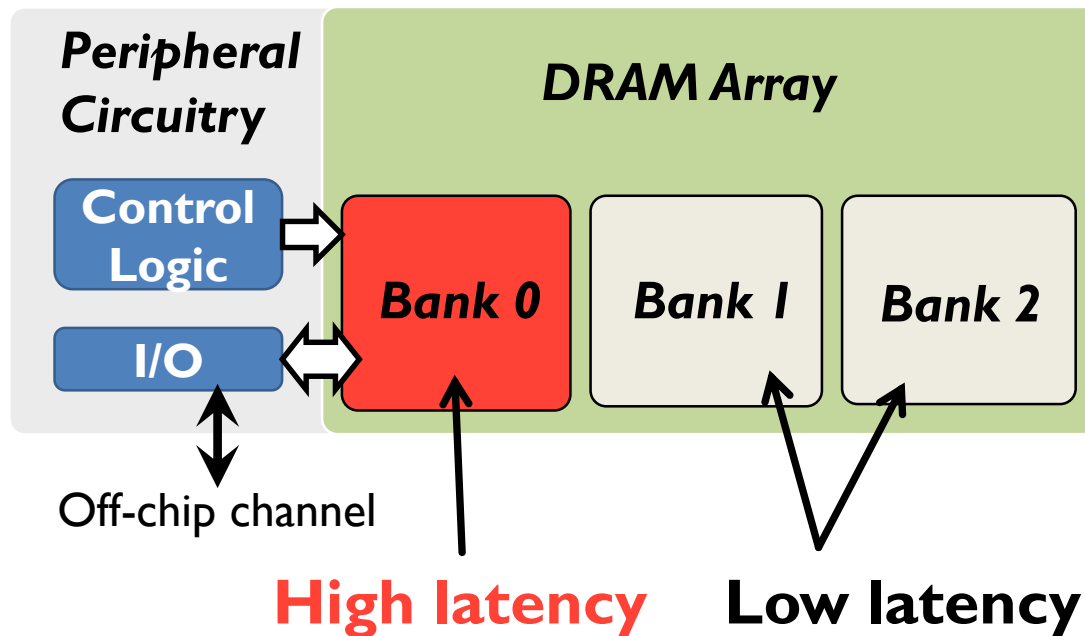 Peripheral
Circuitry
DRAM Array
Control
Logic
Bank 0
Bank 1
Bank 2
I/O
Off-chip channel
High latency
Low latency